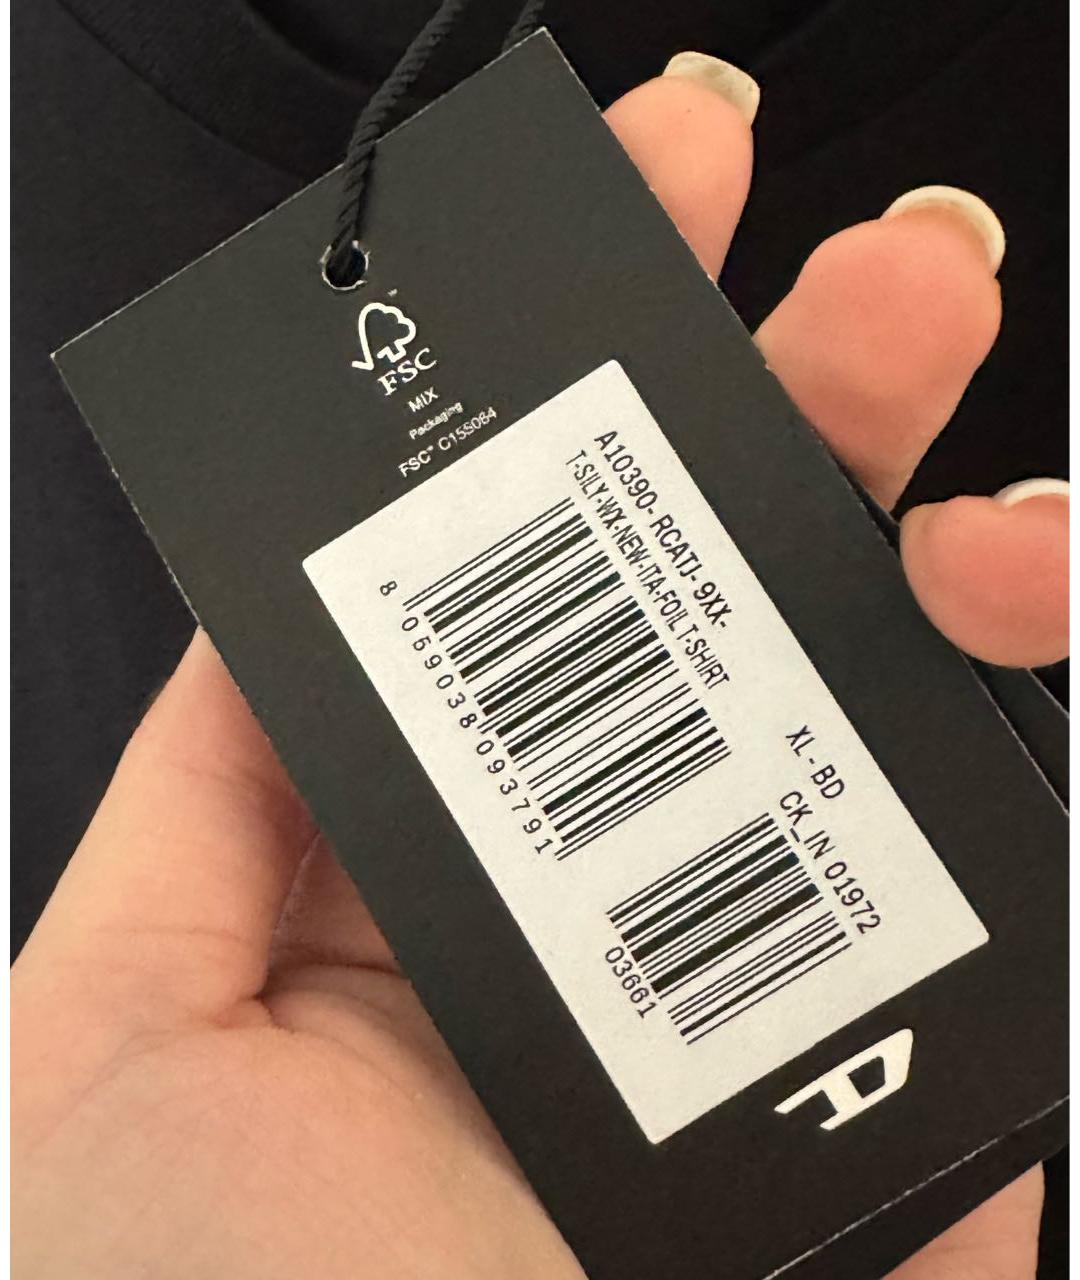 FSC
™
MIX
Packaging
FSC® C155084
A10390- RCATJ- 9XX-
T-SILY-WX-NEW-ITA-FOIL T-SHIRT
8 059038 093791
XL - BD
CK_IN 01972
03661